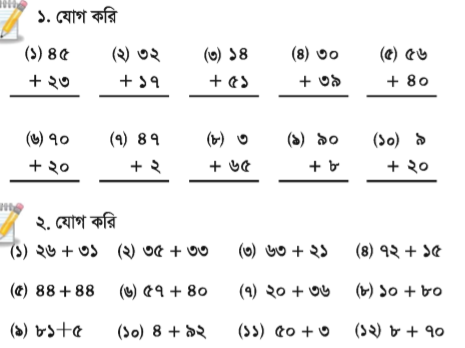 ১. যোগ করি
(১) ৪৫ (২) ৩২ (৩) ১৪ (৪) ৩০ (৫) ৫৬
+ ২৩ + ১৭ + ৫১ + ৩৯ + ৪০
(৬) ৭০ (৭) ৪৭ (৮) ৩ (৯) ৯০ (১০) ৯
+ ২০ + ২ + ৬৫ + ৮ + ২০
২. যোগ করি
(১) ২৬ + ৩১ (২) ৩৫ + ৩৩ (৩) ৬৩ + ২১ (৪) ৭২ + ১৫
(৫) ৪৪ + ৪৪ (৬) ৫৭ + ৪০ (৭) ২০ + ৩৬ (৮) ১০ + ৮০
(৯) ৮১+৫ (১০) ৪ + ৯২ (১১) ৫০ + ৩ (১২) ৮ + ৭০